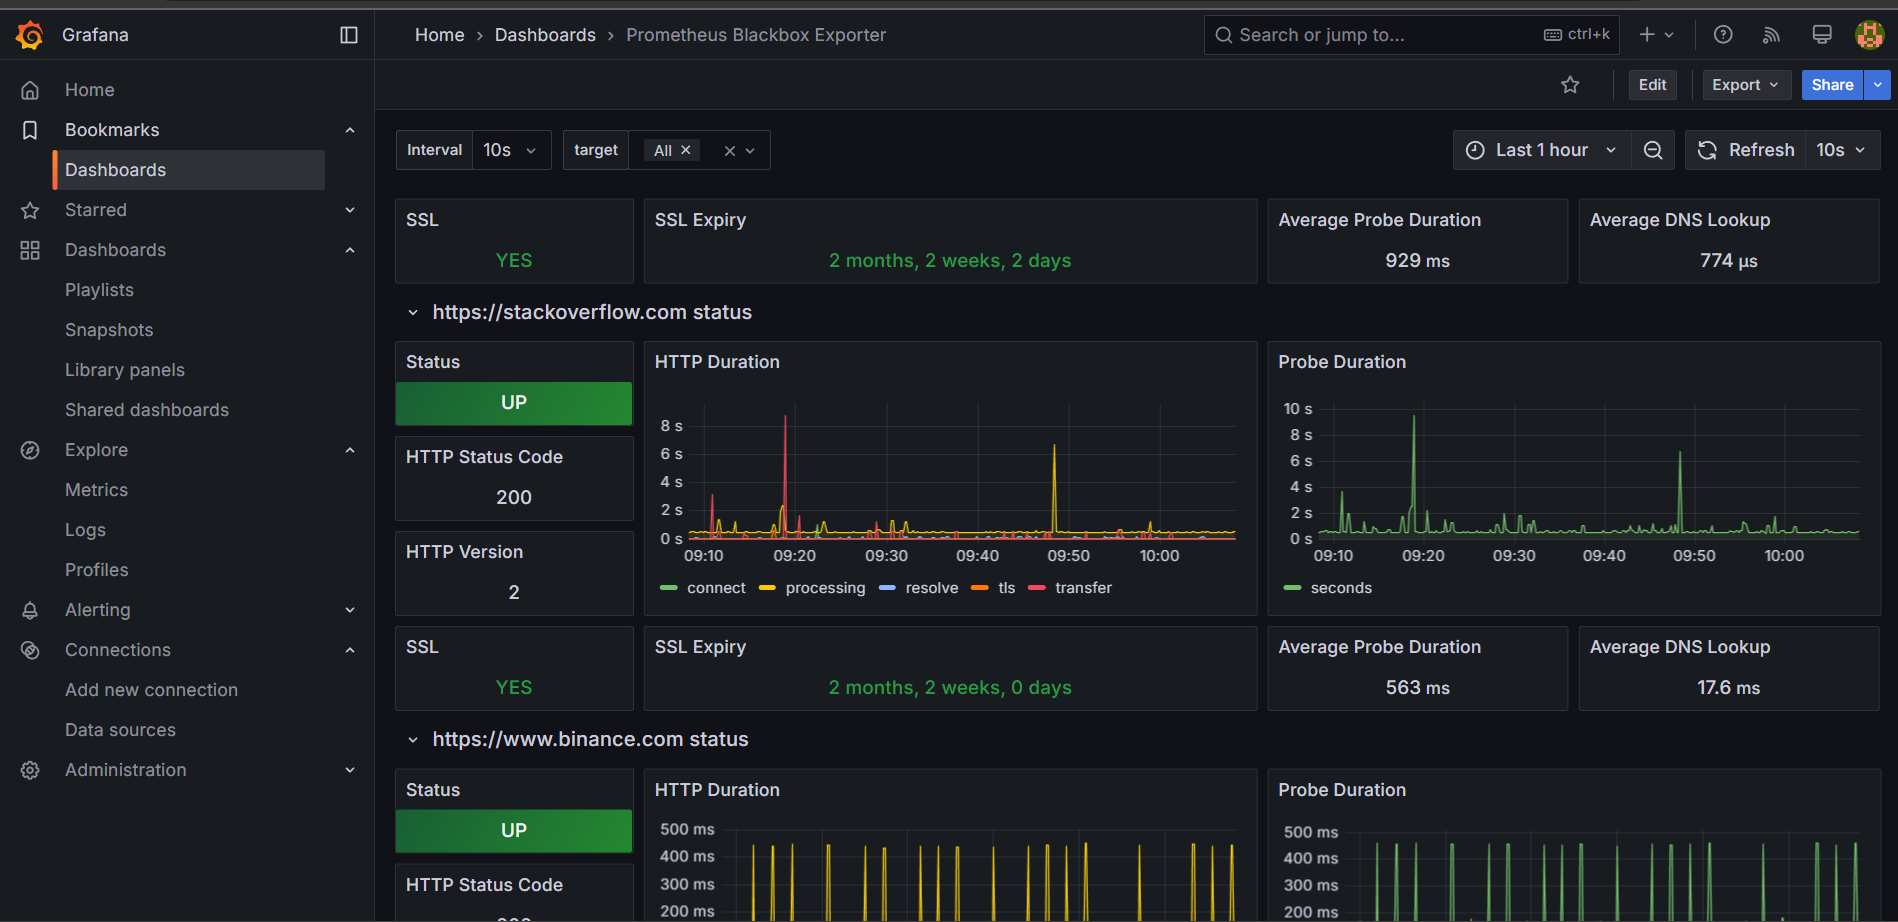 Grafana
Home › Dashboards › Prometheus Blackbox Exporter
Search or jump to...
ctrl+k
Edit
Export
Share
Home
Bookmarks
Dashboards
Starred
Dashboards
Playlists
Snapshots
Library panels
Shared dashboards
Explore
Metrics
Logs
Profiles
Alerting
Connections
Add new connection
Data sources
Administration
Interval 10s
target All
Last 1 hour
Refresh 10s
SSL
YES
SSL Expiry
2 months, 2 weeks, 2 days
Average Probe Duration
929 ms
Average DNS Lookup
774 µs
https://stackoverflow.com status
Status
UP
HTTP Status Code
200
HTTP Version
2
HTTP Duration
8 s
6 s
4 s
2 s
0 s
09:10 09:20 09:30 09:40 09:50 10:00
connect processing resolve tls transfer
Probe Duration
10 s
8 s
6 s
4 s
2 s
0 s
09:10 09:20 09:30 09:40 09:50 10:00
seconds
SSL
YES
SSL Expiry
2 months, 2 weeks, 0 days
Average Probe Duration
563 ms
Average DNS Lookup
17.6 ms
https://www.binance.com status
Status
UP
HTTP Status Code
HTTP Duration
500 ms
400 ms
300 ms
200 ms
Probe Duration
500 ms
400 ms
300 ms
200 ms